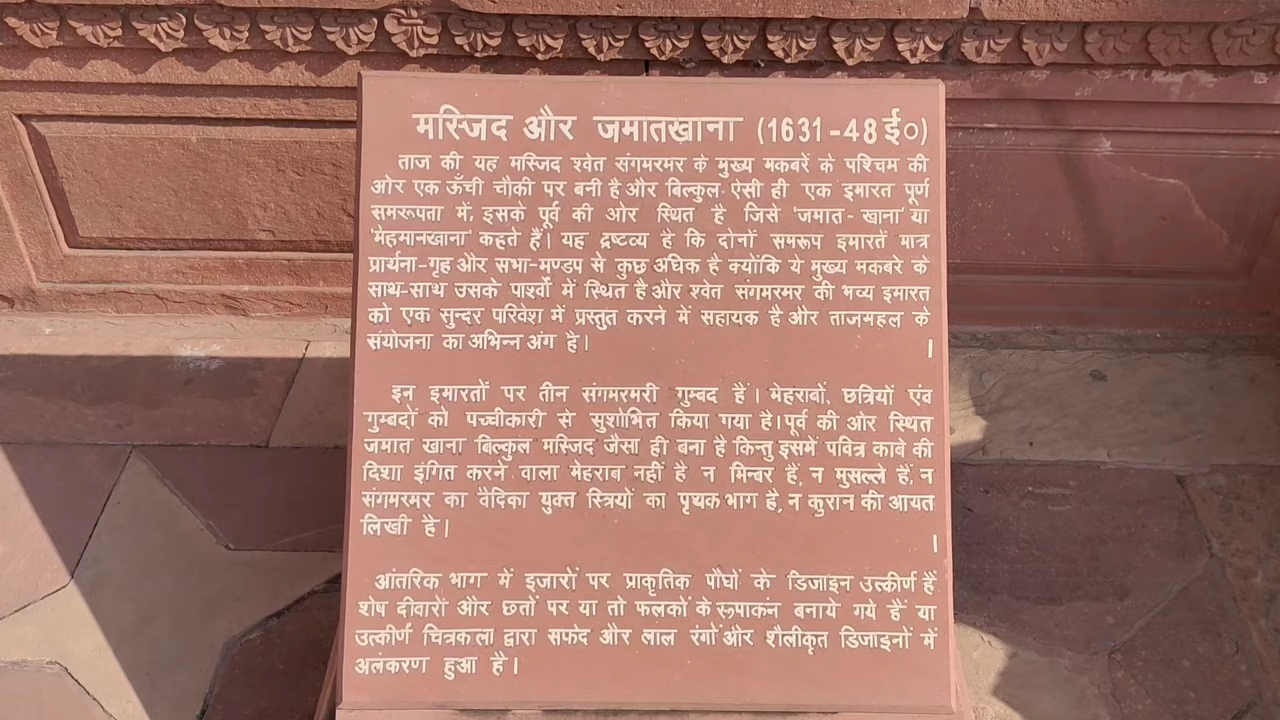 मस्जिद और जमातखाना (1631-48ई०)
ताज की यह मस्जिद श्वेत संगमरमर के मुख्य मकबरें के पश्चिम की
ओर एक ऊँची चौकी पर बनी है और बिल्कुल ऐसी ही एक इमारत पूर्ण
समरूपता में, इसके पूर्व की ओर स्थित है जिसे 'जमात-खाना' या
'मेहमानखाना' कहते हैं। यह द्रष्टव्य है कि दोनों समरूप इमारतें मात्र
प्रार्थना-गृह और सभा-मण्डप से कुछ अधिक है क्योंकि ये मुख्य मकबरे के
साथ-साथ उसके पार्श्वों में स्थित है और श्वेत संगमरमर की भव्य इमारत
को एक सुन्दर परिवेश में प्रस्तुत करने में सहायक है और ताजमहल के
संयोजना का अभिन्न अंग है।
इन इमारतों पर तीन संगमरमरी गुम्बद हैं। मेहराबों, छत्रियों एंव
गुम्बदों को पच्चीकारी से सुशोभित किया गया है। पूर्व की ओर स्थित
जमात खाना बिल्कुल मस्जिद जैसा ही बना है किन्तु इसमें पवित्र काबे की
दिशा इंगित करने वाला मेहराब नहीं है न मिम्बर हैं, न मुसल्ले हैं, न
संगमरमर का वेदिका युक्त स्त्रियों का पृथक भाग है, न कुरान की आयत
लिखी है।
आंतरिक भाग में इजारों पर प्राकृतिक पौघों के डिजाइन उत्कीर्ण हैं
शेष दीवारों और छतों पर या तो फलकों के रूपाकंन बनाये गये हैं या
उत्कीर्ण चित्रकला द्वारा सफेद और लाल रंगों और शैलीकृत डिजाइनों में
अलंकरण हुआ है।